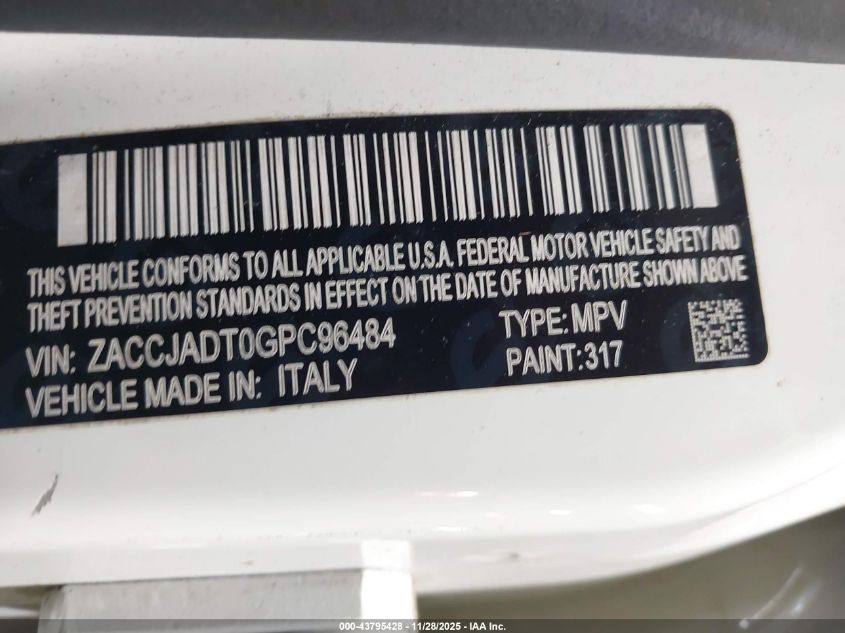 THIS VEHICLE CONFORMS TO ALL APPLICABLE U.S.A. FEDERAL MOTOR VEHICLE SAFETY AND
THEFT PREVENTION STANDARDS IN EFFECT ON THE DATE OF MANUFACTURE SHOWN ABOVE
VIN: ZACCJADT0GPC96484 TYPE: MPV
VEHICLE MADE IN: ITALY PAINT:317
000-43795428 | 11/28/2025 - IAA Inc.